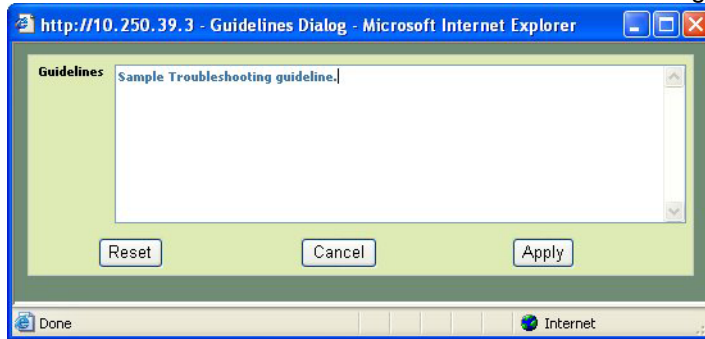 http://10.250.39.3 - Guidelines Dialog - Microsoft Internet Explorer
Guidelines
Sample Troubleshooting guideline.
Reset Cancel Apply
Done Internet